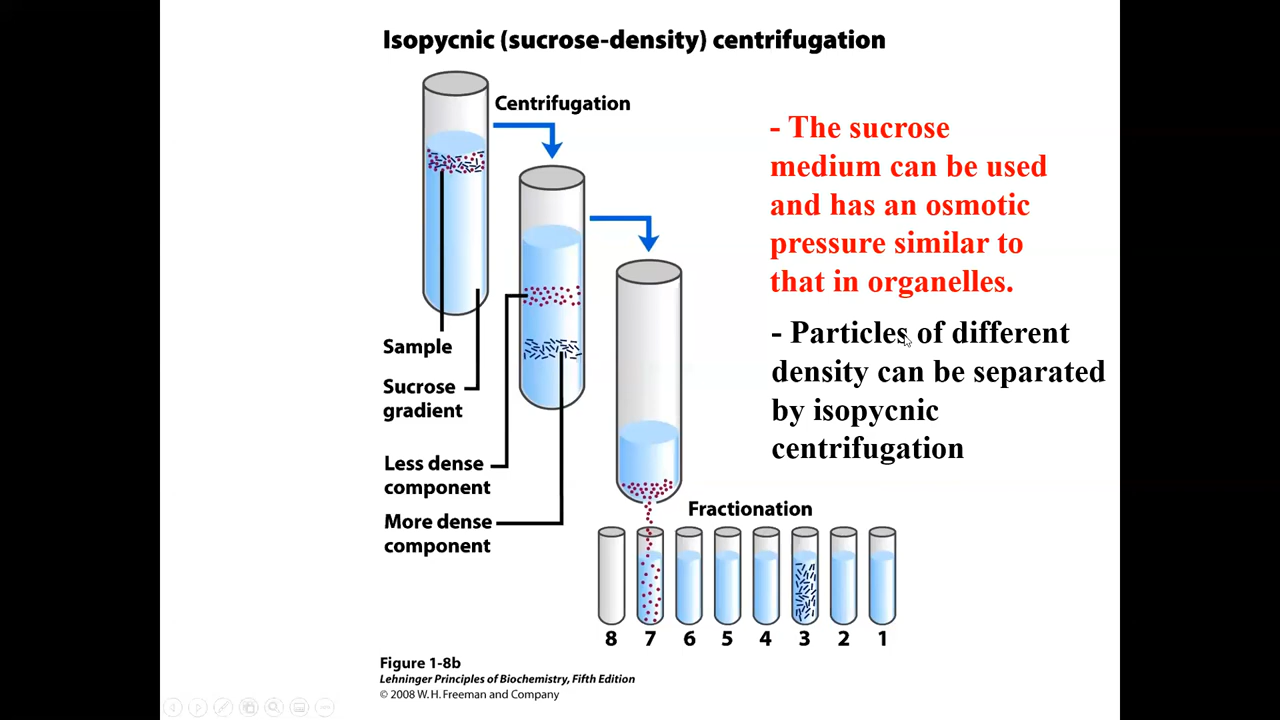 Isopycnic (sucrose-density) centrifugation
Centrifugation
- The sucrose
medium can be used
and has an osmotic
pressure similar to
that in organelles.
- Particles of different
density can be separated
by isopycnic
centrifugation
Sample
Sucrose
gradient
Less dense
component
More dense
component
Fractionation
8 7 6 5 4 3 2 1
Figure 1-8b
Lehninger Principles of Biochemistry, Fifth Edition
© 2008 W. H. Freeman and Company